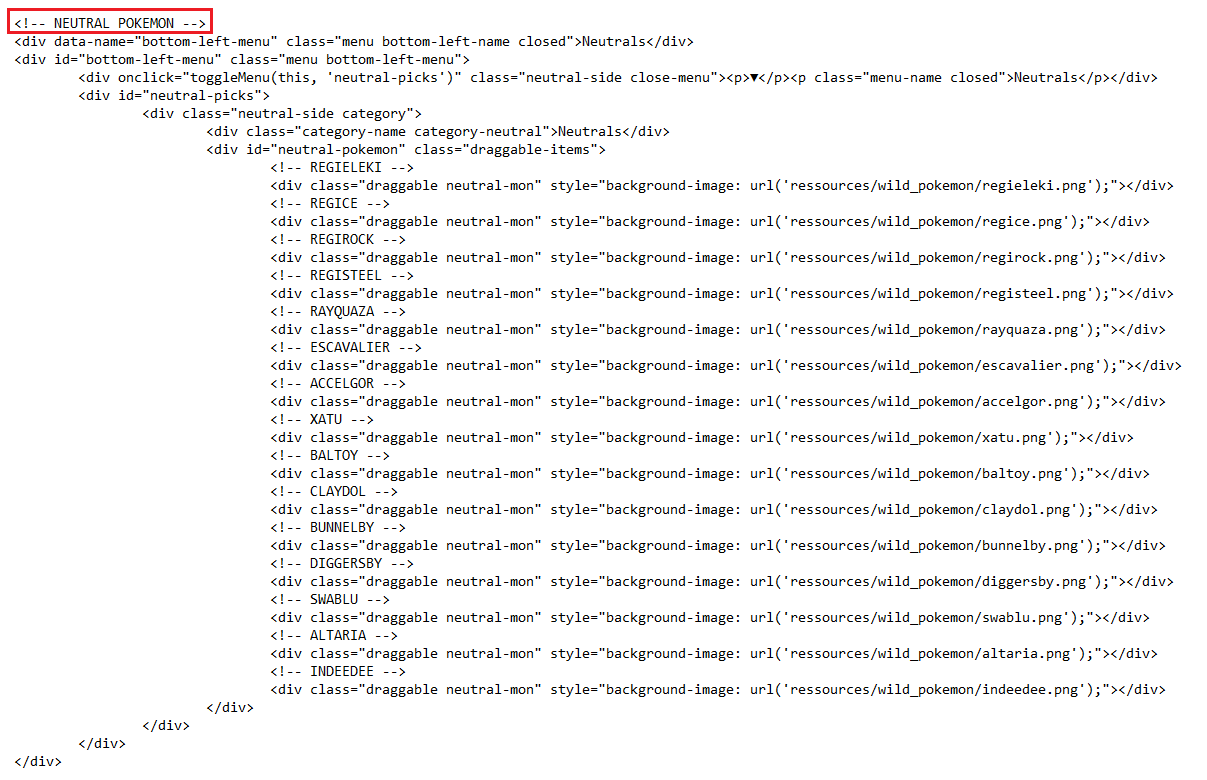 <!-- NEUTRAL POKEMON -->
<div data-name="bottom-left-menu" class="menu bottom-left-name closed">Neutrals</div>
<div id="bottom-left-menu" class="menu bottom-left-menu">
<div onclick="toggleMenu(this, 'neutral-picks')" class="neutral-side close-menu"><p>▼</p><p class="menu-name closed">Neutrals</p></div>
<div id="neutral-picks">
<div class="neutral-side category">
<div class="category-name category-neutral">Neutrals</div>
<div id="neutral-pokemon" class="draggable-items">
<!-- REGIELEKI -->
<div class="draggable neutral-mon" style="background-image: url('ressources/wild_pokemon/regieleki.png');"></div>
<!-- REGICE -->
<div class="draggable neutral-mon" style="background-image: url('ressources/wild_pokemon/regice.png');"></div>
<!-- REGIROCK -->
<div class="draggable neutral-mon" style="background-image: url('ressources/wild_pokemon/regirock.png');"></div>
<!-- REGISTEEL -->
<div class="draggable neutral-mon" style="background-image: url('ressources/wild_pokemon/registeel.png');"></div>
<!-- RAYQUAZA -->
<div class="draggable neutral-mon" style="background-image: url('ressources/wild_pokemon/rayquaza.png');"></div>
<!-- ESCAVALIER -->
<div class="draggable neutral-mon" style="background-image: url('ressources/wild_pokemon/escavalier.png');"></div>
<!-- ACCELGOR -->
<div class="draggable neutral-mon" style="background-image: url('ressources/wild_pokemon/accelgor.png');"></div>
<!-- XATU -->
<div class="draggable neutral-mon" style="background-image: url('ressources/wild_pokemon/xatu.png');"></div>
<!-- BALTOY -->
<div class="draggable neutral-mon" style="background-image: url('ressources/wild_pokemon/baltoy.png');"></div>
<!-- CLAYDOL -->
<div class="draggable neutral-mon" style="background-image: url('ressources/wild_pokemon/claydol.png');"></div>
<!-- BUNNELBY -->
<div class="draggable neutral-mon" style="background-image: url('ressources/wild_pokemon/bunnelby.png');"></div>
<!-- DIGGERSBY -->
<div class="draggable neutral-mon" style="background-image: url('ressources/wild_pokemon/diggersby.png');"></div>
<!-- SWABLU -->
<div class="draggable neutral-mon" style="background-image: url('ressources/wild_pokemon/swablu.png');"></div>
<!-- ALTARIA -->
<div class="draggable neutral-mon" style="background-image: url('ressources/wild_pokemon/altaria.png');"></div>
<!-- INDEEDEE -->
<div class="draggable neutral-mon" style="background-image: url('ressources/wild_pokemon/indeedee.png');"></div>
</div>
</div>
</div>
</div>